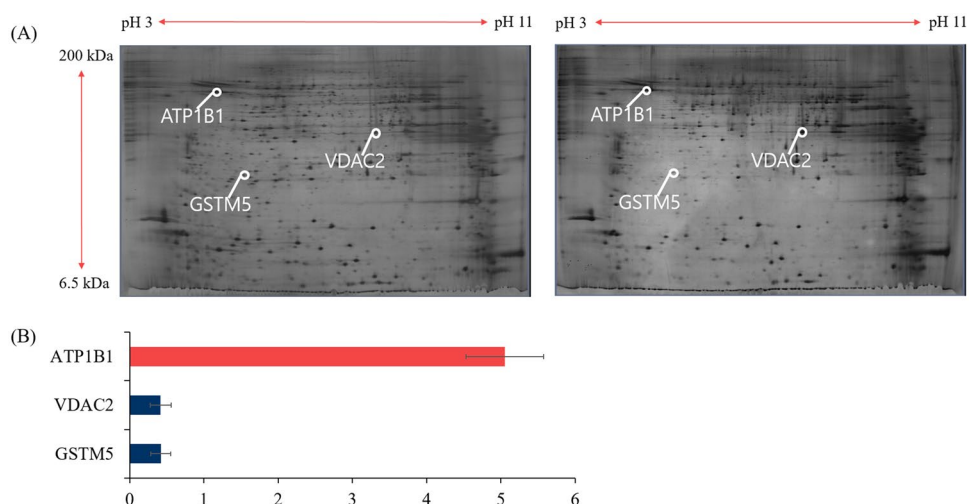 pH 3 pH 11 pH 3 pH 11
(A)
200 kDa
ATP1B1 ATP1B1
VDAC2 VDAC2
GSTM5 GSTM5
6.5 kDa
(B)
ATP1B1
VDAC2
GSTM5
0 1 2 3 4 5 6